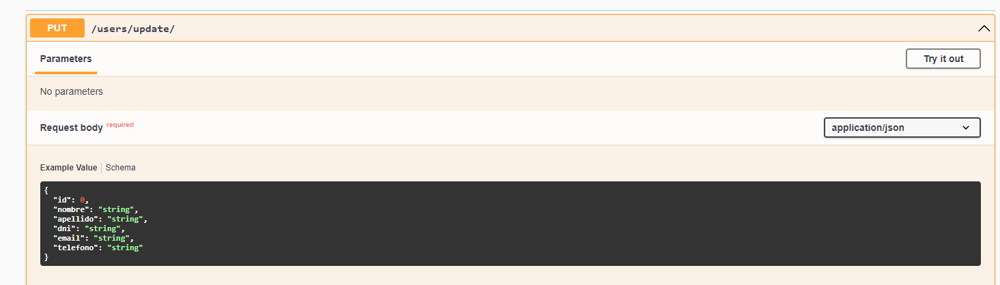 PUT /users/update/
Parameters Try it out
No parameters
Request body required application/json
Example Value Schema
{
  "id": 0,
  "nombre": "string",
  "apellido": "string",
  "dni": "string",
  "email": "string",
  "telefono": "string"
}